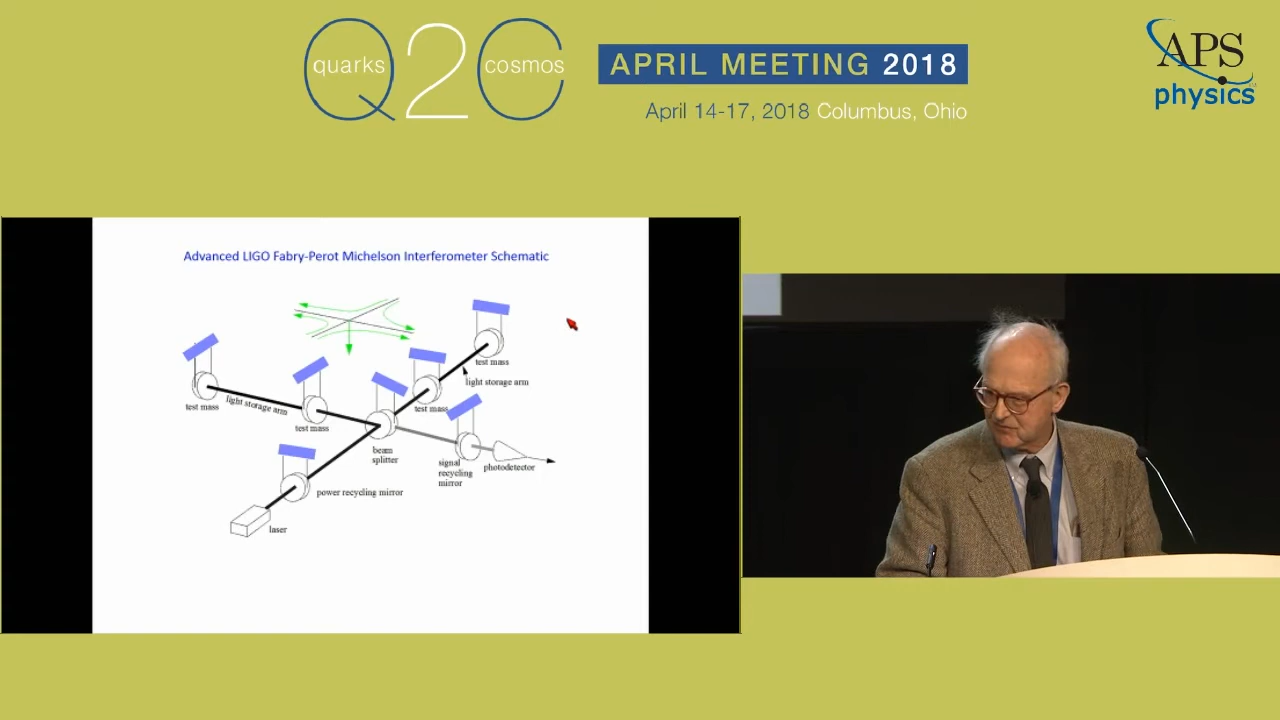 quarks Q2C cosmos
APRIL MEETING 2018
April 14-17, 2018 Columbus, Ohio
APS
physics
Advanced LIGO Fabry-Perot Michelson Interferometer Schematic
test mass
light storage arm
test mass
test mass
light storage arm
test mass
beam
splitter
signal
recycling
mirror
photodetector
power recycling mirror
laser